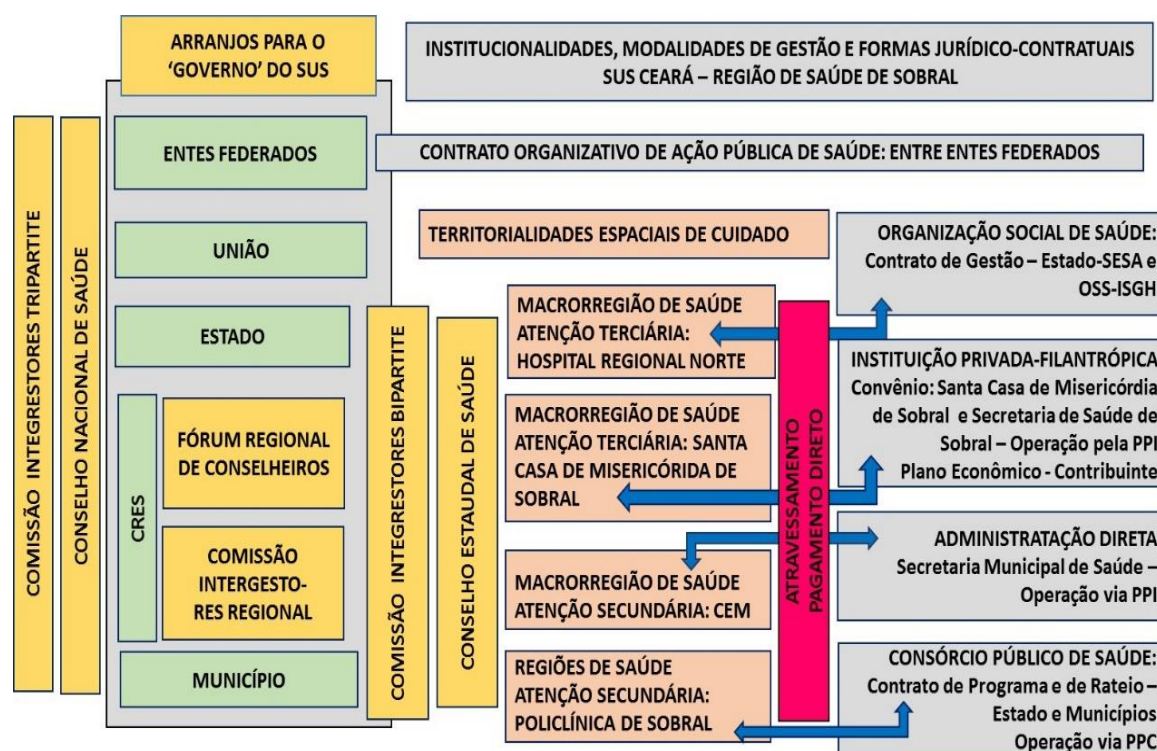 ARRANJOS PARA O
‘GOVERNO’ DO SUS
INSTITUCIONALIDADES, MODALIDADES DE GESTÃO E FORMAS JURÍDICO-CONTRATUAIS
SUS CEARÁ – REGIÃO DE SAÚDE DE SOBRAL
COMISSÃO INTEGRESTORES TRIPARTITE
CONSELHO NACIONAL DE SAÚDE
ENTES FEDERADOS
CONTRATO ORGANIZATIVO DE AÇÃO PÚBLICA DE SAÚDE: ENTRE ENTES FEDERADOS
UNIÃO
ESTADO
CRES
FÓRUM REGIONAL
DE CONSELHEIROS
COMISSÃO
INTERGESTO-
RES REGIONAL
MUNICÍPIO
COMISSÃO INTEGRESTORES BIPARTITE
CONSELHO ESTAUDAL DE SAÚDE
TERRITORIALIDADES ESPACIAIS DE CUIDADO
MACRORREGIÃO DE SAÚDE
ATENÇÃO TERCIÁRIA:
HOSPITAL REGIONAL NORTE
MACRORREGIÃO DE SAÚDE
ATENÇÃO TERCIÁRIA: SANTA
CASA DE MISERICÓRIDA DE
SOBRAL
MACRORREGIÃO DE SAÚDE
ATENÇÃO SECUNDÁRIA: CEM
REGIÕES DE SAÚDE
ATENÇÃO SECUNDÁRIA:
POLICLÍNICA DE SOBRAL
ATRAVESSAMENTO
PAGAMENTO DIRETO
ORGANIZAÇÃO SOCIAL DE SAÚDE:
Contrato de Gestão – Estado-SESA e
OSS-ISGH
INSTITUIÇÃO PRIVADA-FILANTRÓPICA
Convênio: Santa Casa de Misericórdia
de Sobral e Secretaria de Saúde de
Sobral – Operação pela PPI
Plano Econômico - Contribuinte
ADMINISTRATAÇÃO DIRETA
Secretaria Municipal de Saúde –
Operação via PPI
CONSÓRCIO PÚBLICO DE SAÚDE:
Contrato de Programa e de Rateio –
Estado e Municípios
Operação via PPC